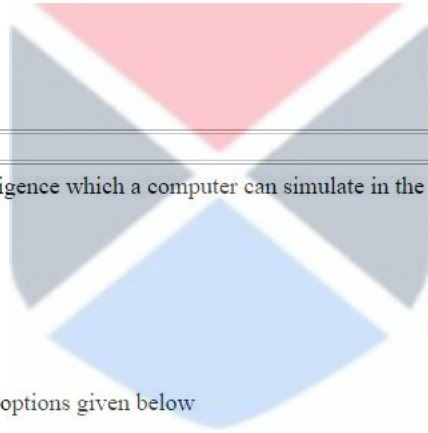 igence which a computer can simulate in the
options given below